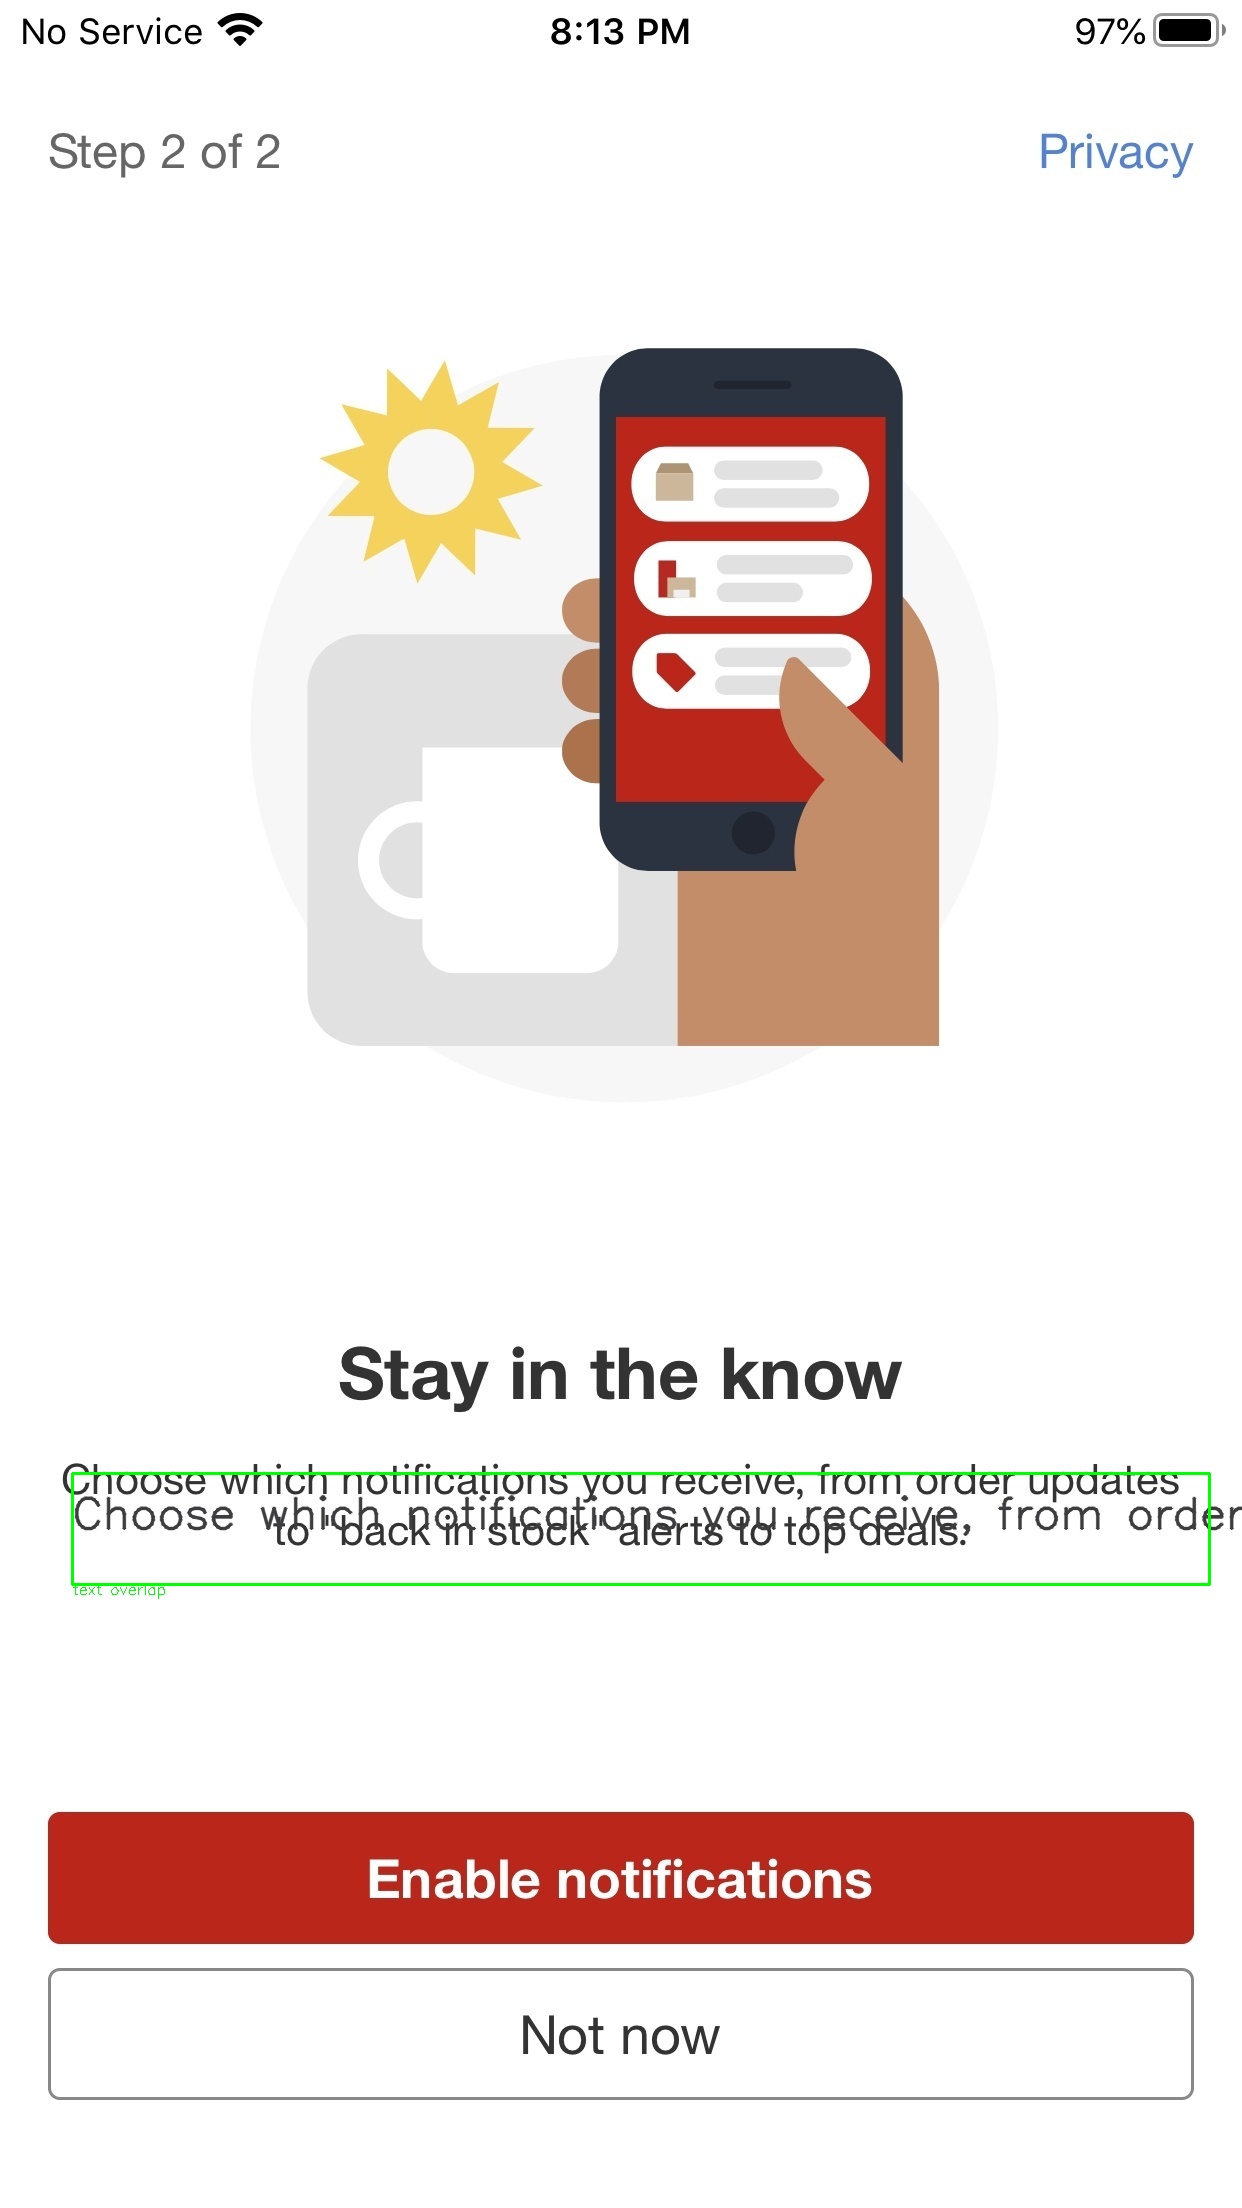 No Service 8:13 PM 97%
Step 2 of 2 Privacy
Stay in the know
Choose which notifications you receive, from order updates
Choose which notifications you receive, from order
to "back in stock" alerts to top deals.
text overlap
Enable notifications
Not now